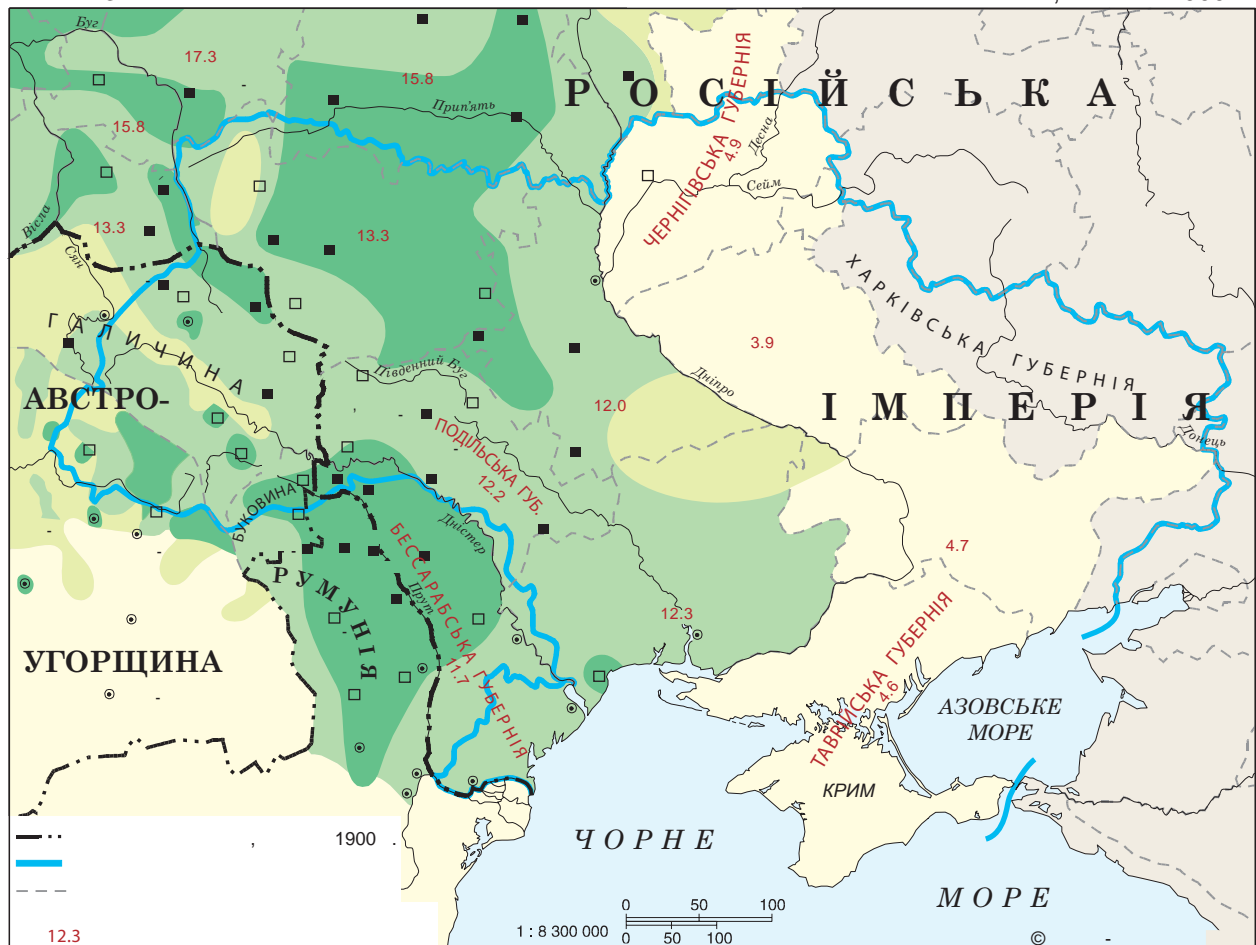 Буг
17.3
15.8
РОСІЙСЬКА
ЧЕРНІГІВСЬКА ГУБЕРНІЯ
4.9
Прип'ять
15.8
Десна
Сейм
Вісла
13.3
13.3
Сян
ХАРКІВСЬКА ГУБЕРНІЯ
ГАЛИЧИНА
3.9
Південний Буг
Дніпро
АВСТРО-
12.0
ІМПЕРІЯ
Донець
ПОДІЛЬСЬКА ГУБ.
12.2
БУКОВИНА
Дністер
БЕССАРАБСЬКА ГУБЕРНІЯ
11.7
4.7
РУМУНІЯ
Прут
12.3
УГОРЩИНА
ТАВРІЙСЬКА ГУБЕРНІЯ
4.6
АЗОВСЬКЕ
МОРЕ
КРИМ
, 1900 .
ЧОРНЕ
МОРЕ
0 50 100
1 : 8 300 000
0 50 100
12.3
© -